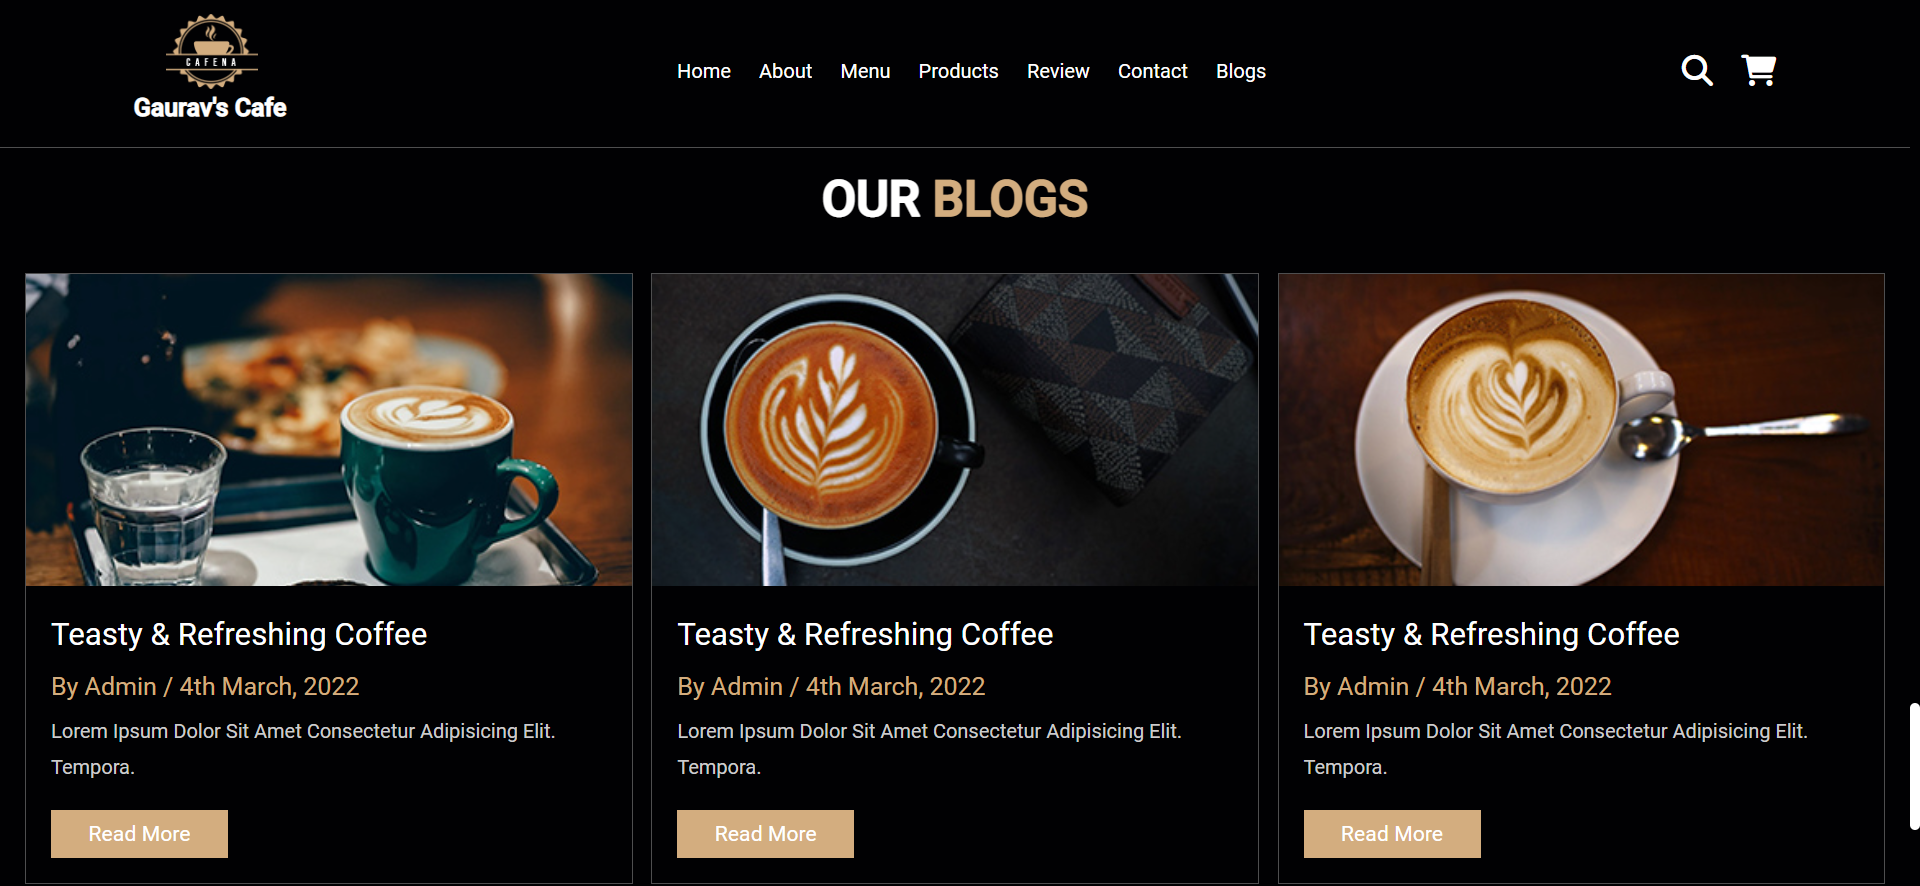 CAFENA
Gaurav's Cafe
Home About Menu Products Review Contact Blogs
OUR BLOGS
Teasty & Refreshing Coffee
By Admin / 4th March, 2022
Lorem Ipsum Dolor Sit Amet Consectetur Adipisicing Elit.
Tempora.
Read More
Teasty & Refreshing Coffee
By Admin / 4th March, 2022
Lorem Ipsum Dolor Sit Amet Consectetur Adipisicing Elit.
Tempora.
Read More
Teasty & Refreshing Coffee
By Admin / 4th March, 2022
Lorem Ipsum Dolor Sit Amet Consectetur Adipisicing Elit.
Tempora.
Read More